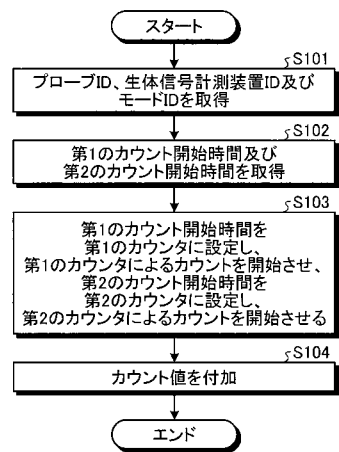 スタート
S101
プローブID、生体信号計測装置ID及び
モードIDを取得
S102
第1のカウント開始時間及び
第2のカウント開始時間を取得
S103
第1のカウント開始時間を
第1のカウンタに設定し、
第1のカウンタによるカウントを開始させ、
第2のカウント開始時間を
第2のカウンタに設定し、
第2のカウンタによるカウントを開始させる
S104
カウント値を付加
エンド